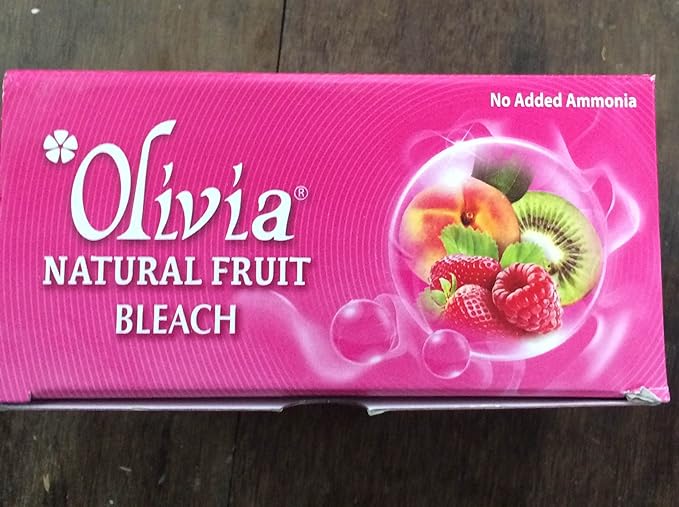 No Added Ammonia
Olivia®
NATURAL FRUIT
BLEACH